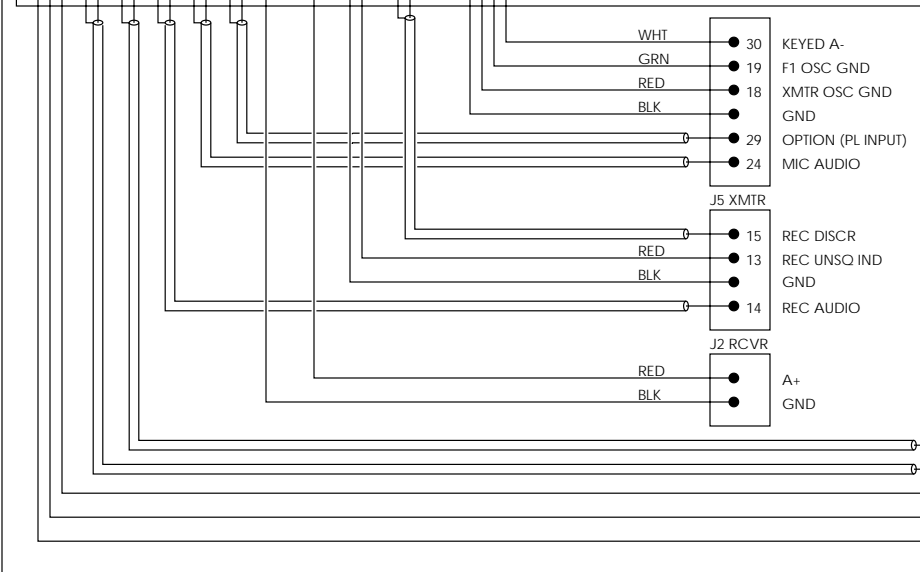 WHT 30 KEYED A-
GRN 19 F1 OSC GND
RED 18 XMTR OSC GND
BLK GND
29 OPTION (PL INPUT)
24 MIC AUDIO
J5 XMTR
15 REC DISCR
RED 13 REC UNSQ IND
BLK GND
14 REC AUDIO
J2 RCVR
RED A+
BLK GND